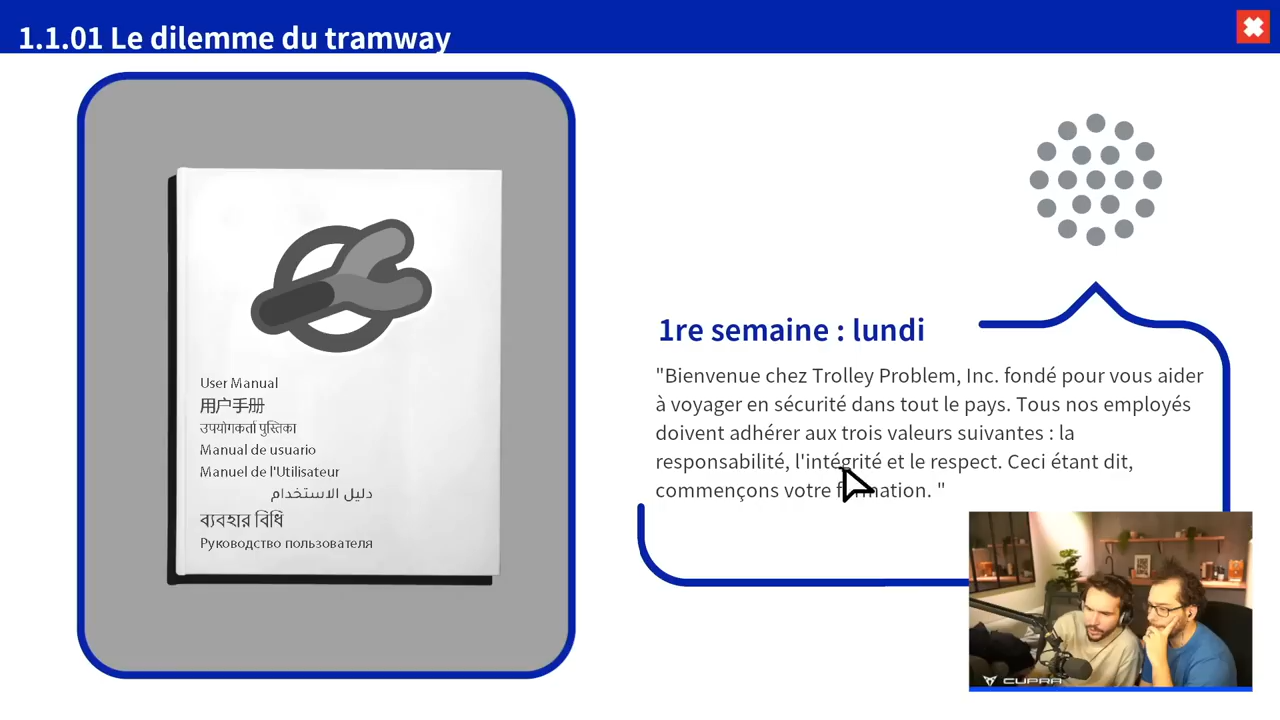 1.1.01 Le dilemme du tramway
User Manual
用户手册
उपयोगकर्ता पुस्तिका
Manual de usuario
Manuel de l'Utilisateur
دليل الاستخدام
ব্যবহার বিধি
Руководство пользователя
1re semaine : lundi
"Bienvenue chez Trolley Problem, Inc. fondé pour vous aider
à voyager en sécurité dans tout le pays. Tous nos employés
doivent adhérer aux trois valeurs suivantes : la
responsabilité, l'intégrité et le respect. Ceci étant dit,
commençons votre formation. "
CUPRA